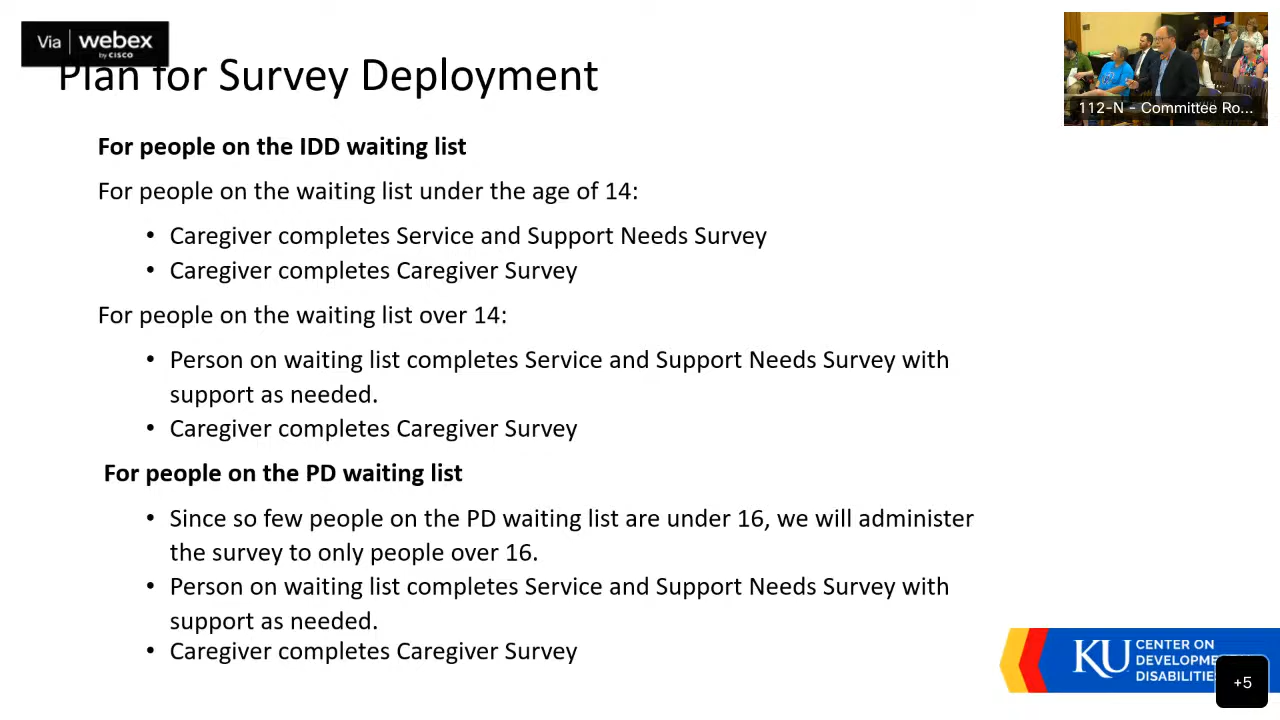 Via webex
by CISCO
Plan for Survey Deployment
112-N - Committee Ro...
For people on the IDD waiting list
For people on the waiting list under the age of 14:
• Caregiver completes Service and Support Needs Survey
• Caregiver completes Caregiver Survey
For people on the waiting list over 14:
• Person on waiting list completes Service and Support Needs Survey with
support as needed.
• Caregiver completes Caregiver Survey
For people on the PD waiting list
• Since so few people on the PD waiting list are under 16, we will administer
the survey to only people over 16.
• Person on waiting list completes Service and Support Needs Survey with
support as needed.
• Caregiver completes Caregiver Survey
KU CENTER ON
DEVELOPM
DISABILITIE
+5